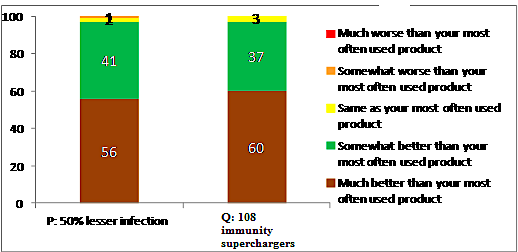 100
80
60
40
20
0
3
41
37
56
60
P: 50% lesser infection
Q: 108
immunity
superchargers
Much worse than your most
often used product
Somewhat worse than your
most often used product
Same as your most often used
product
Somewhat better than your
most often used product
Much better than your most
often used product